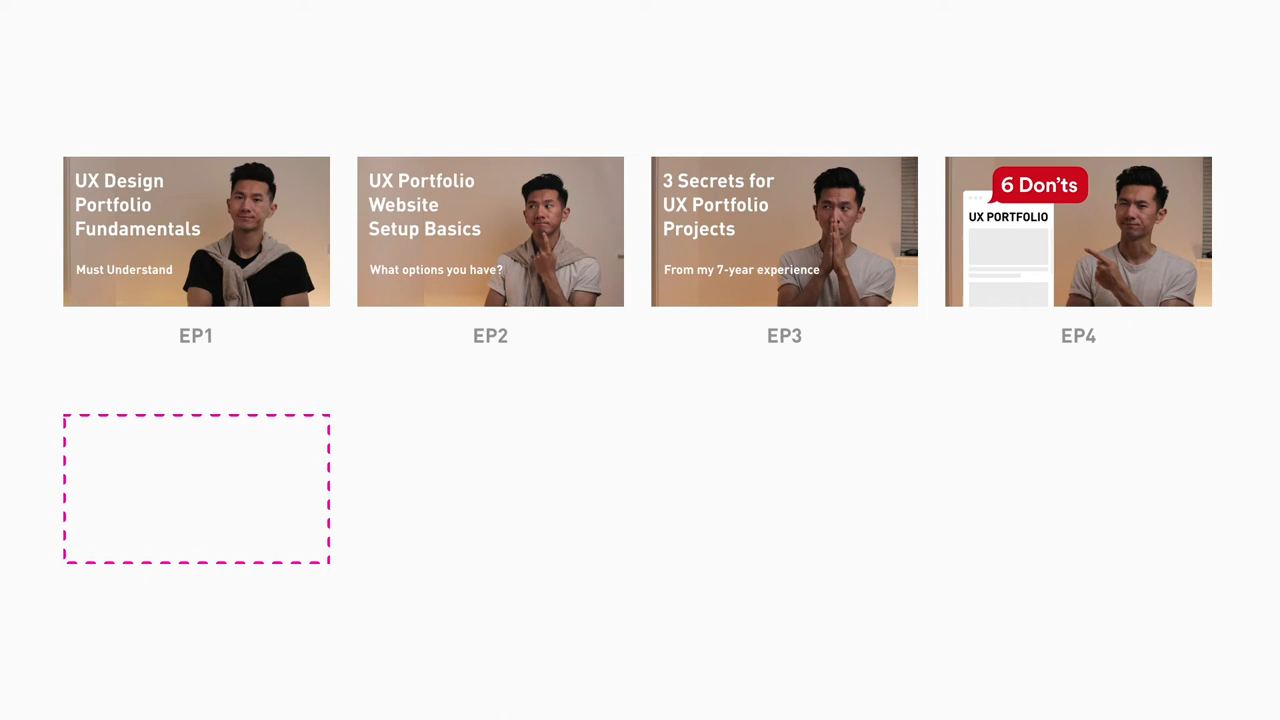 UX Design
Portfolio
Fundamentals
Must Understand
EP1
UX Portfolio
Website
Setup Basics
What options you have?
EP2
3 Secrets for
UX Portfolio
Projects
From my 7-year experience
EP3
6 Don'ts
UX PORTFOLIO
EP4